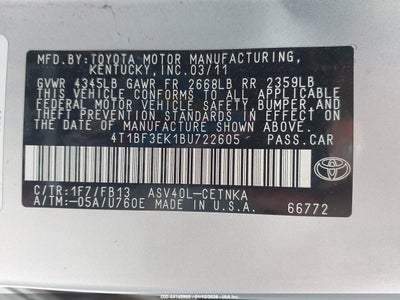 MFD.BY:TOYOTA MOTOR MANUFACTURING,
KENTUCKY,INC.03/11
GVWR 4345LB GAWR FR 2668LB RR 2359LB
THIS VEHICLE CONFORMS TO ALL APPLICABLE
FEDERAL MOTOR VEHICLE SAFETY, BUMPER, AND
THEFT PREVENTION STANDARDS IN EFFECT ON
THE DATE OF MANUFACTURE SHOWN ABOVE.
4T1BF3EK1BU722605 PASS.CAR
C/TR:1F7/FB13 ASV40L-CETNKA
A/TM:-05A/U760E MADE IN U.S.A.
66772
TOYOTA